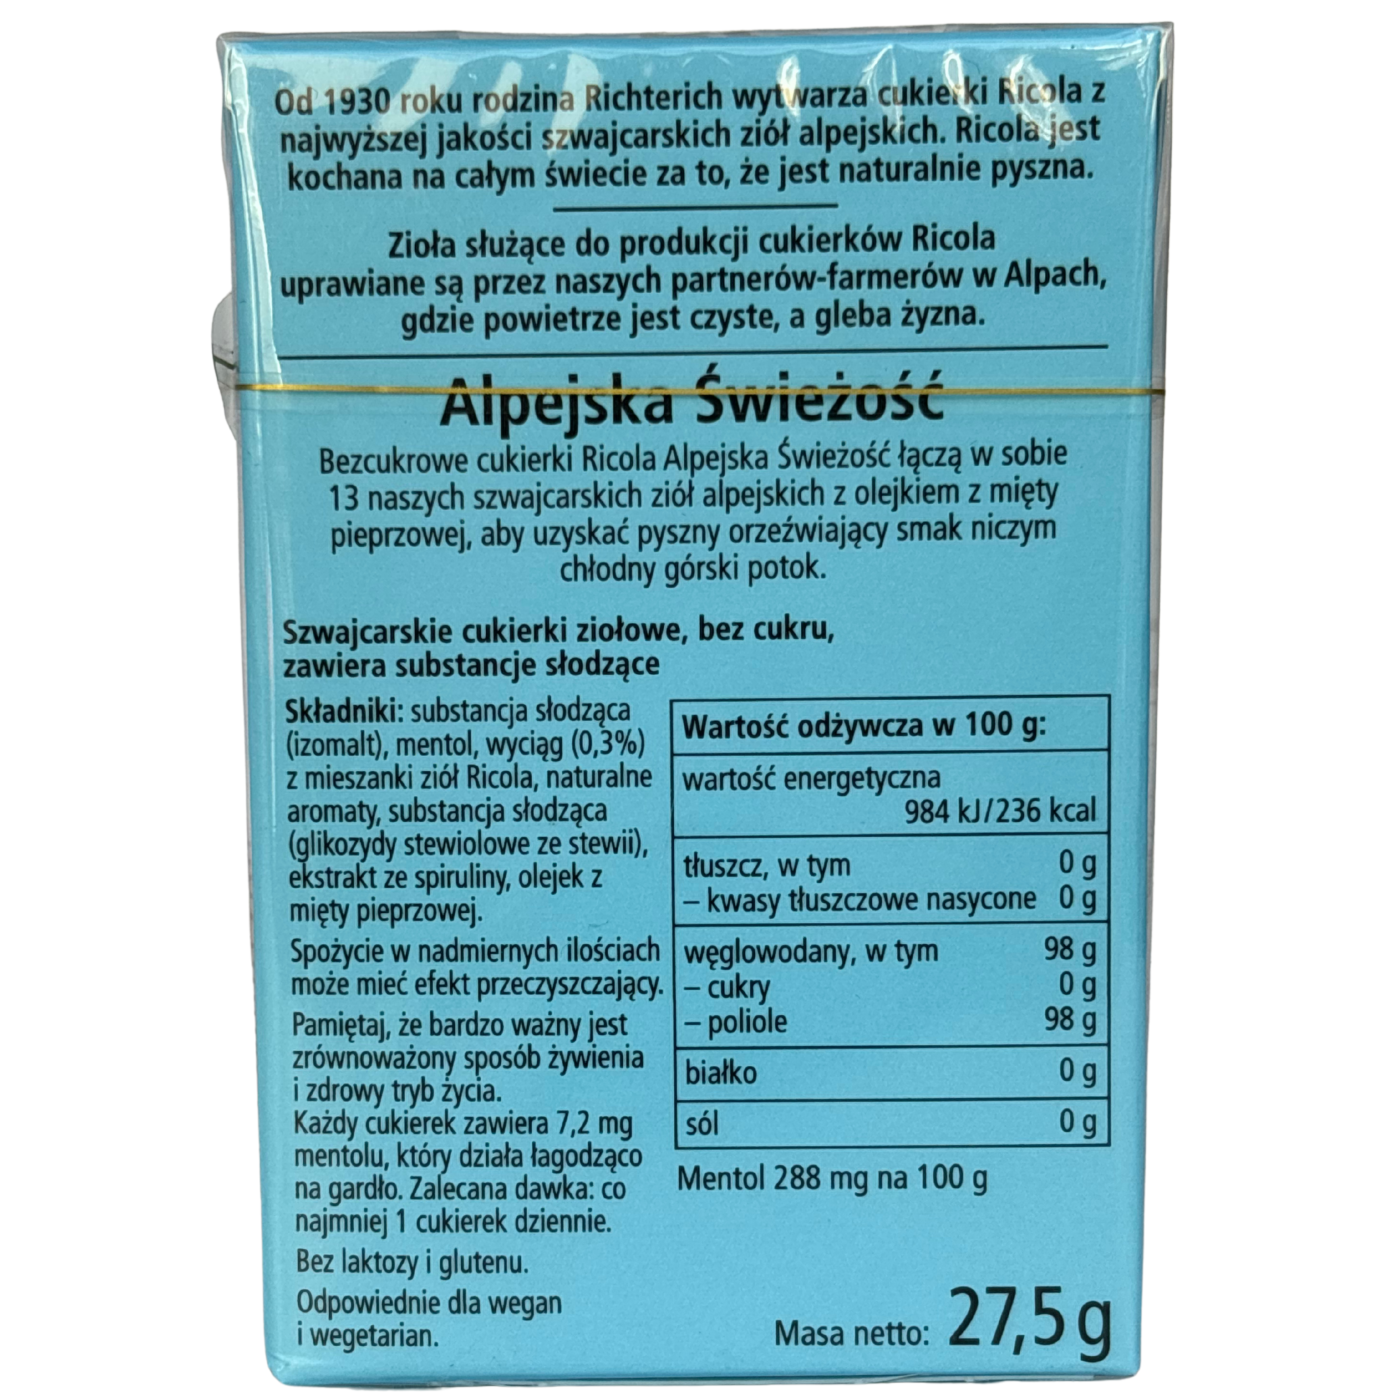 Od 1930 roku rodzina Richterich wytwarza cukierki Ricola z
najwyższej jakości szwajcarskich ziół alpejskich. Ricola jest
kochana na całym świecie za to, że jest naturalnie pyszna.
Zioła służące do produkcji cukierków Ricola
uprawiane są przez naszych partnerów-farmerów w Alpach,
gdzie powietrze jest czyste, a gleba żyzna.
Alpejska Świeżość
Bezcukrowe cukierki Ricola Alpejska Świeżość łączą w sobie
13 naszych szwajcarskich ziół alpejskich z olejkiem z mięty
pieprzowej, aby uzyskać pyszny orzeźwiający smak niczym
chłodny górski potok.
Szwajcarskie cukierki ziołowe, bez cukru,
zawiera substancje słodzące
Składniki: substancja słodząca
(izomalt), mentol, wyciąg (0,3%)
z mieszanki ziół Ricola, naturalne
aromaty, substancja słodząca
(glikozydy stewiolowe ze stewii),
ekstrakt ze spiruliny, olejek z
mięty pieprzowej.
Spożycie w nadmiernych ilościach
może mieć efekt przeczyszczający.
Pamiętaj, że bardzo ważny jest
zrównoważony sposób żywienia
i zdrowy tryb życia.
Każdy cukierek zawiera 7,2 mg
mentolu, który działa łagodząco
na gardło. Zalecana dawka: co
najmniej 1 cukierek dziennie.
Bez laktozy i glutenu.
Odpowiednie dla wegan
i wegetarian.
Wartość odżywcza w 100 g:
wartość energetyczna
984 kJ/236 kcal
tłuszcz, w tym 0 g
– kwasy tłuszczowe nasycone 0 g
węglowodany, w tym 98 g
– cukry 0 g
– poliole 98 g
białko 0 g
sól 0 g
Mentol 288 mg na 100 g
Masa netto: 27,5 g